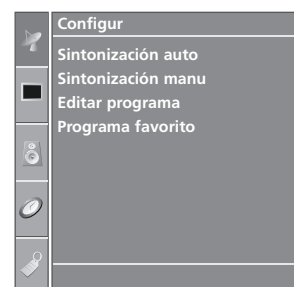 Configur
Sintonización auto
Sintonización manu
Editar programa
Programa favorito